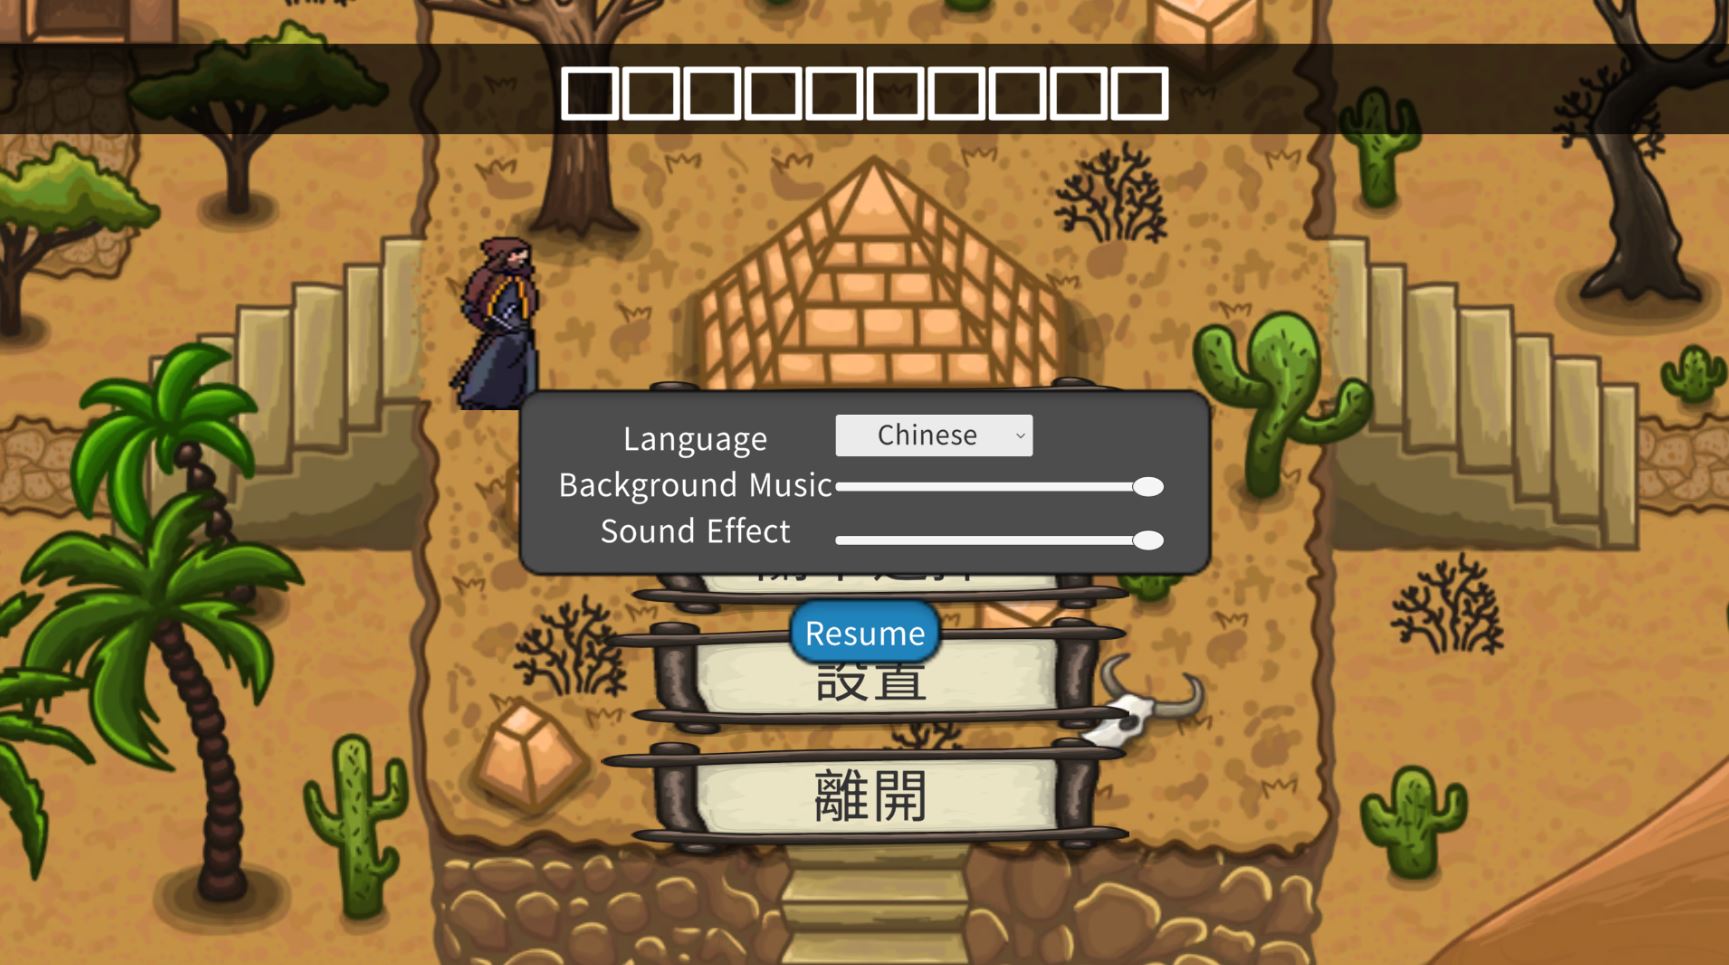 Language
Chinese
Background Music
Sound Effect
Resume
設置
離開